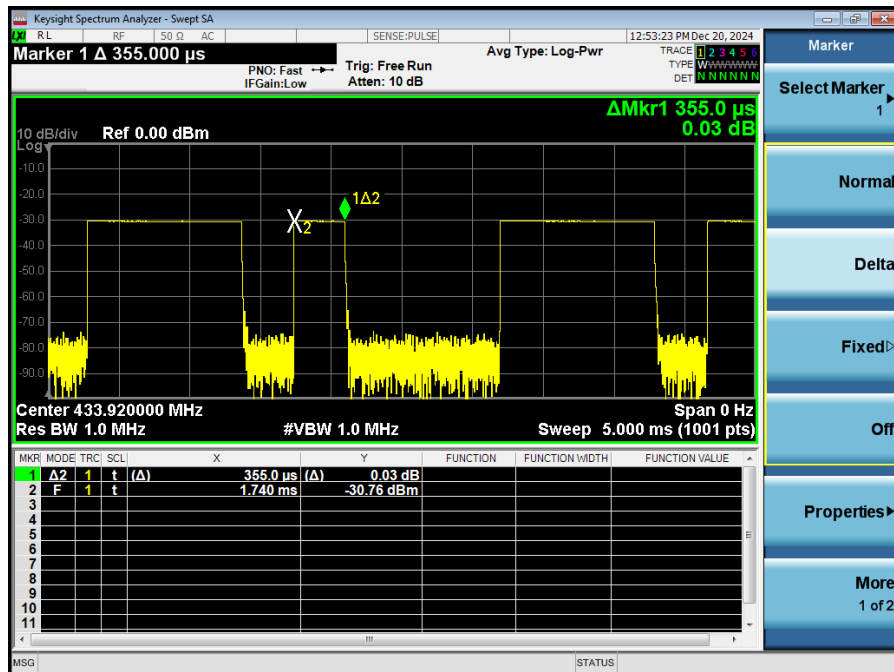 Keysight Spectrum Analyzer - Swept SA
LXI RL RF 50 Ω AC SENSE:PULSE 12:53:23 PM Dec 20, 2024
Marker 1 Δ 355.000 µs
PNO: Fast
IFGain:Low
Trig: Free Run
Atten: 10 dB
Avg Type: Log-Pwr
TRACE 1 2 3 4 5 6
TYPE WWWWWW
DET N N N N N N
ΔMkr1 355.0 µs
0.03 dB
10 dB/div Ref 0.00 dBm
Log
-10.0
-20.0
-30.0
-40.0
-50.0
-60.0
-70.0
-80.0
-90.0
X2
1Δ2
Center 433.920000 MHz Span 0 Hz
Res BW 1.0 MHz #VBW 1.0 MHz Sweep 5.000 ms (1001 pts)
MKR MODE TRC SCL X Y FUNCTION FUNCTION WIDTH FUNCTION VALUE
1 Δ2 1 t (Δ) 355.0 µs (Δ) 0.03 dB
2 F 1 t 1.740 ms -30.76 dBm
3
4
5
6
7
8
9
10
11
MSG STATUS
Marker
Select Marker
1
Normal
Delta
Fixed
Off
Properties
More
1 of 2